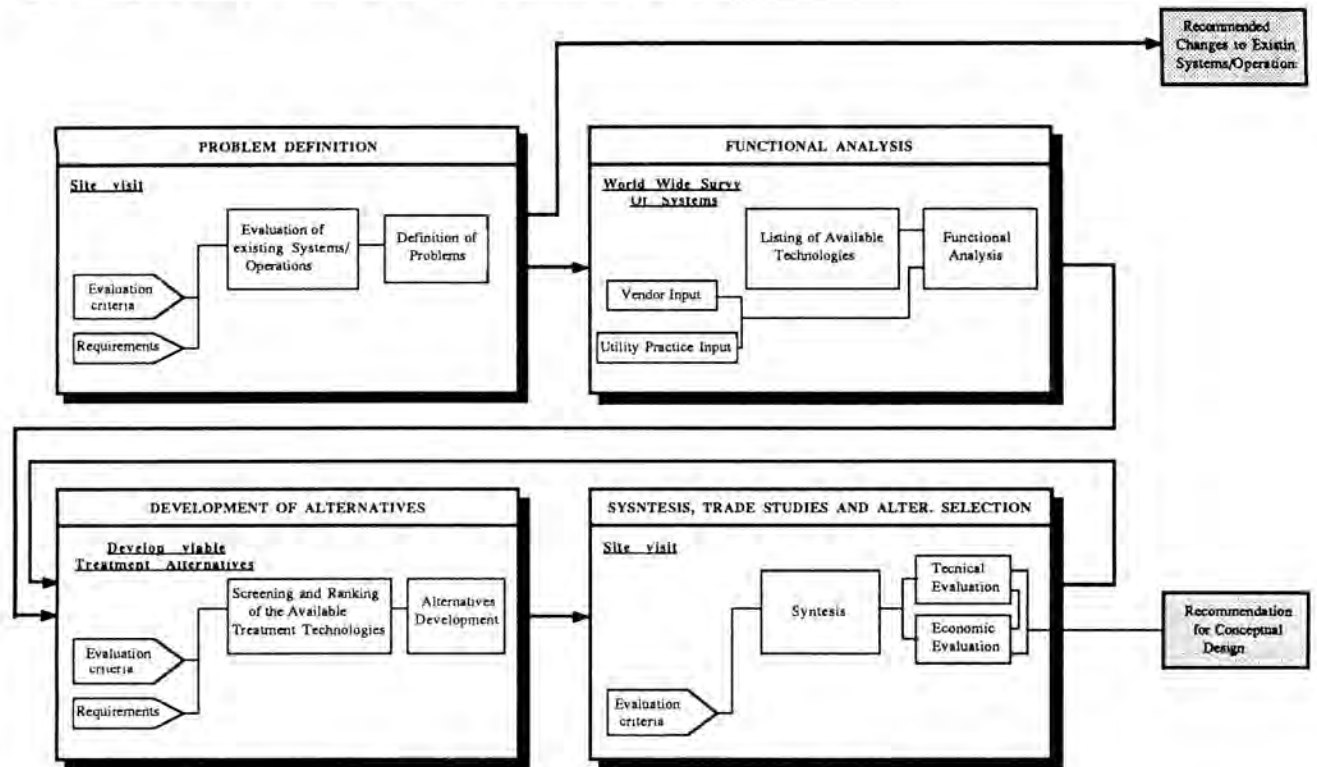 Recommended
Changes to Existin
Systems/Operation
PROBLEM DEFINITION
Site visit
Evaluation of
existing Systems/
Operations
Definition of
Problems
Evaluation
criteria
Requirements
FUNCTIONAL ANALYSIS
World Wide Survy
Of Systems
Listing of Available
Technologies
Functional
Analysis
Vendor Input
Utility Practice Input
DEVELOPMENT OF ALTERNATIVES
Develop viable
Treatment Alternatives
Screening and Ranking
of the Available
Treatment Technologies
Alternatives
Development
Evaluation
criteria
Requirements
SYSNTESIS, TRADE STUDIES AND ALTER. SELECTION
Site visit
Syntesis
Tecnical
Evaluation
Economic
Evaluation
Evaluation
criteria
Recommendation
for Conceptual
Design